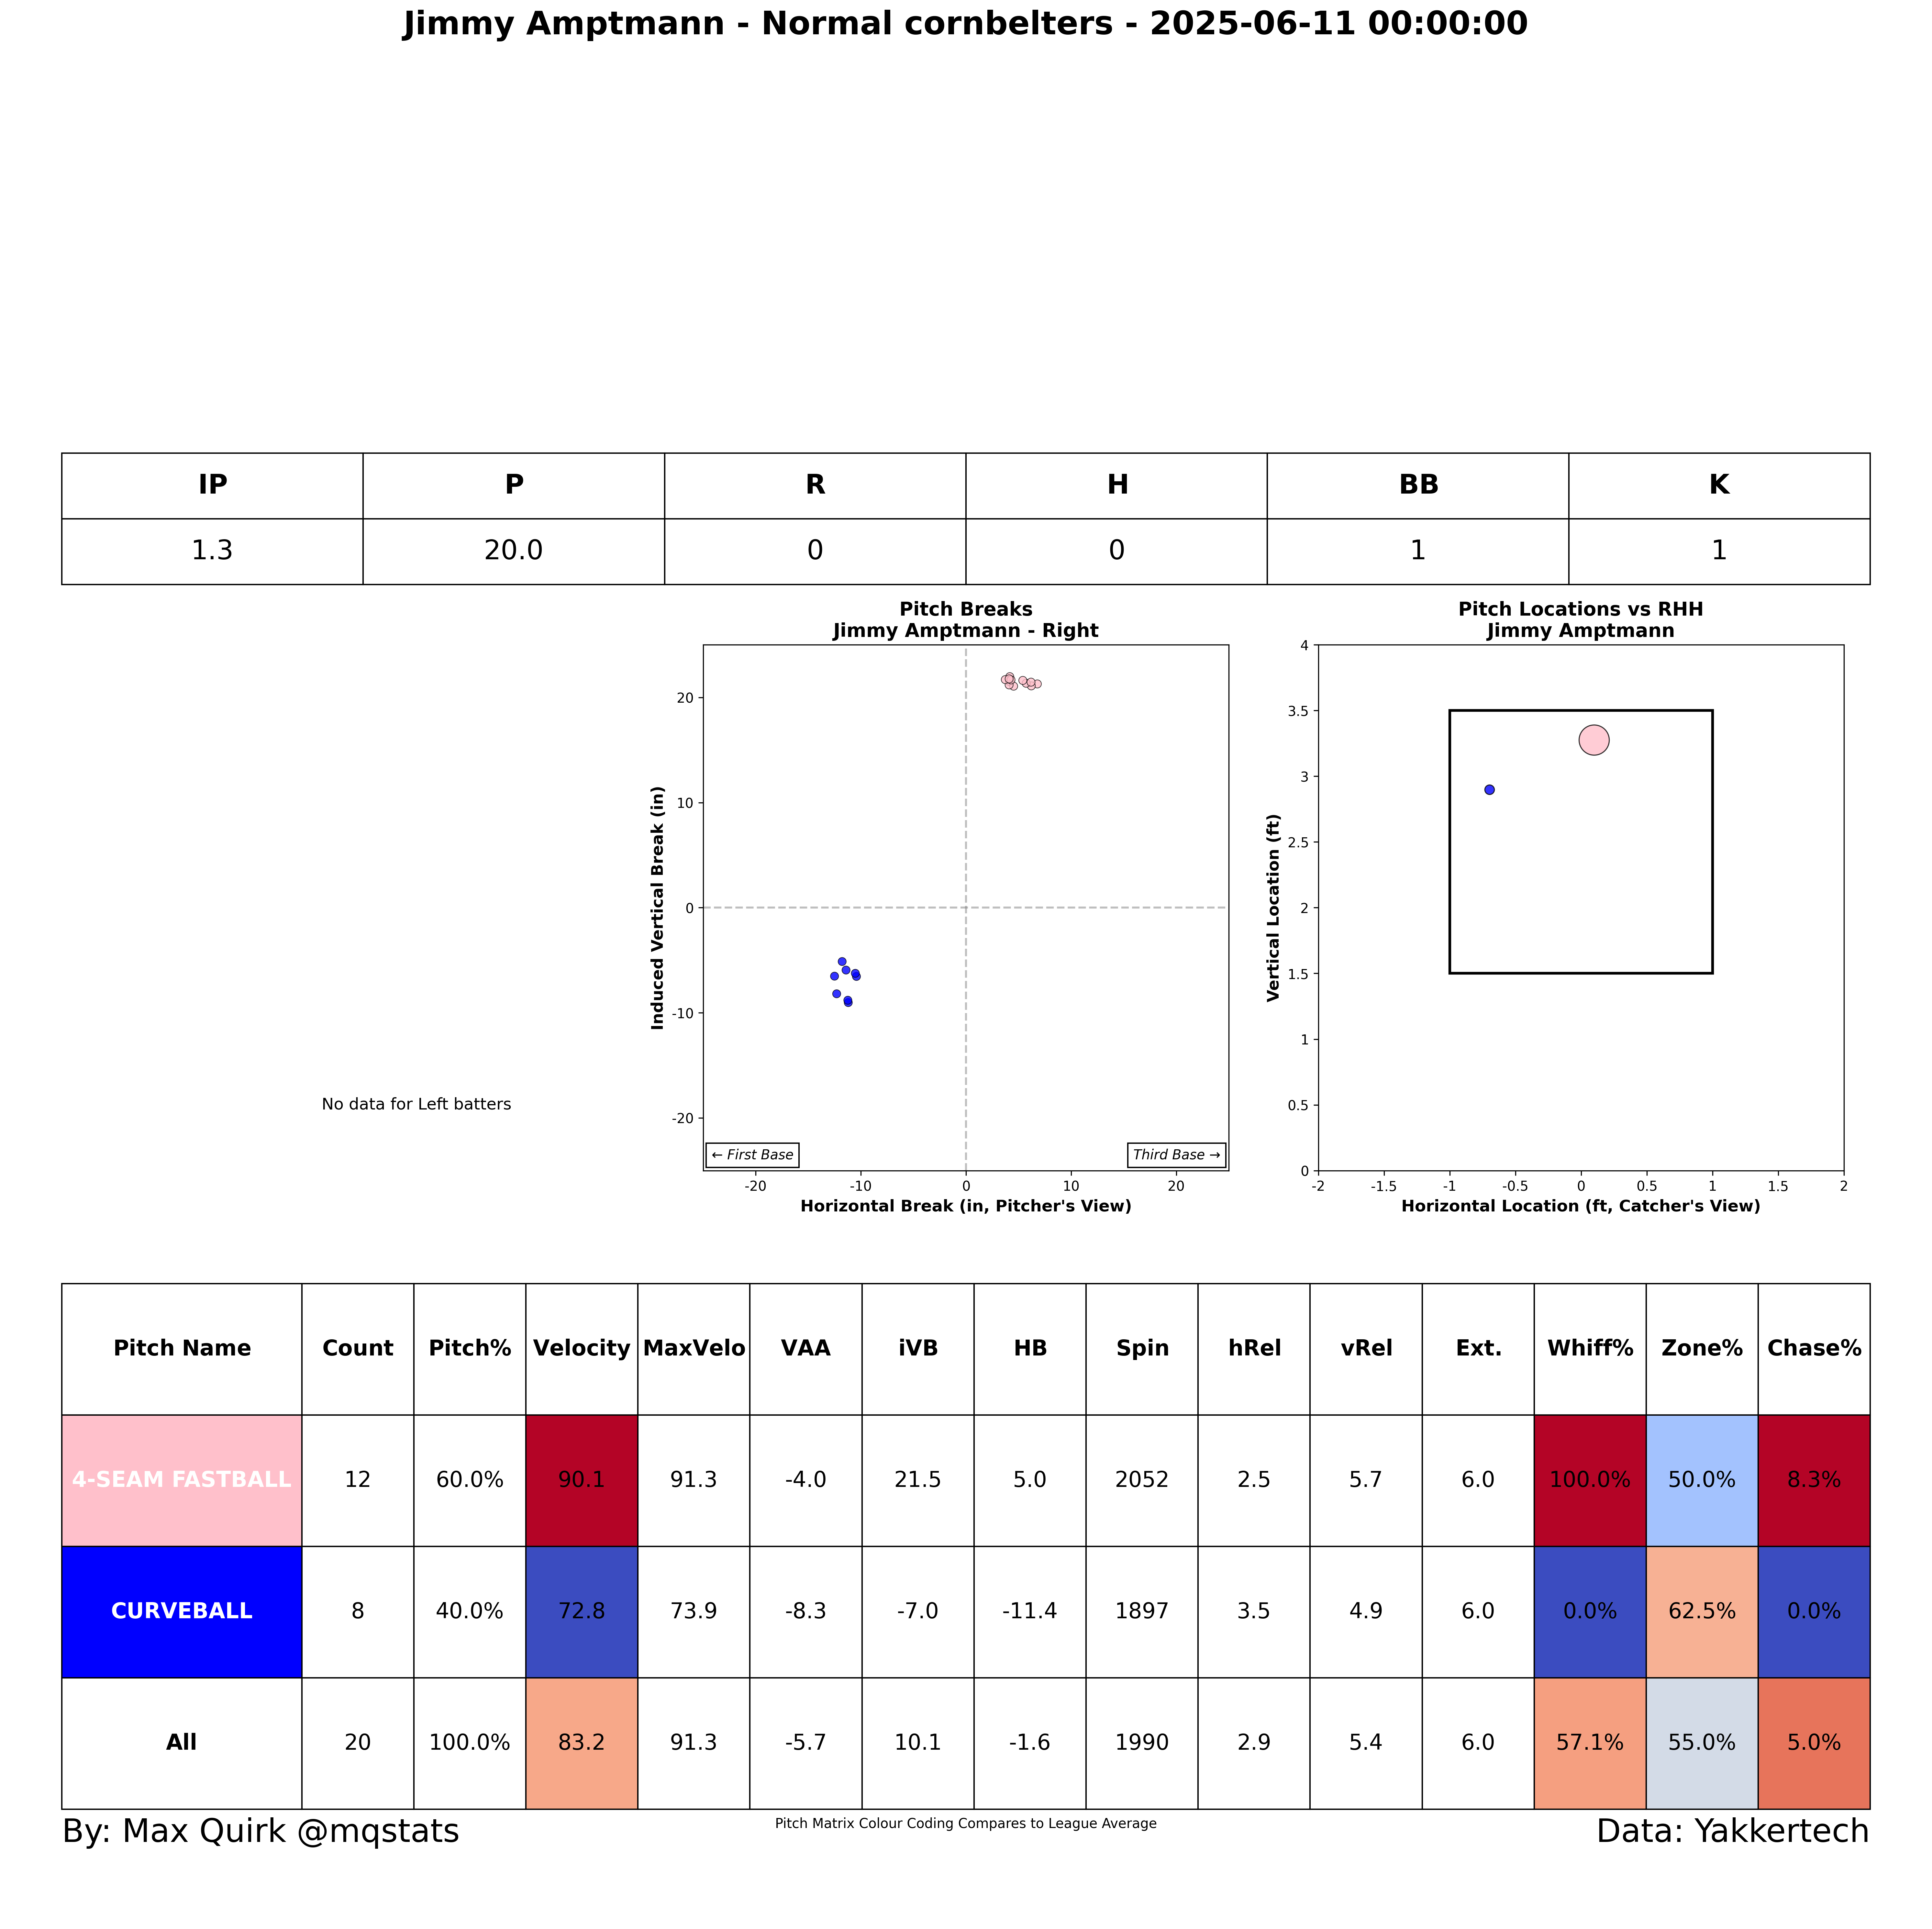 Jimmy Amptmann - Normal cornbelters - 2025-06-11 00:00:00
IP P R H BB K
1.3 20.0 0 0 1 1
No data for Left batters
Pitch Breaks
Jimmy Amptmann - Right
Induced Vertical Break (in)
20
10
0
-10
-20
← First Base
Third Base →
-20 -10 0 10 20
Horizontal Break (in, Pitcher's View)
Pitch Locations vs RHH
Jimmy Amptmann
Vertical Location (ft)
4
3.5
3
2.5
2
1.5
1
0.5
0
-2 -1.5 -1 -0.5 0 0.5 1 1.5 2
Horizontal Location (ft, Catcher's View)
Pitch Name Count Pitch% Velocity MaxVelo VAA iVB HB Spin hRel vRel Ext. Whiff% Zone% Chase%
4-SEAM FASTBALL 12 60.0% 90.1 91.3 -4.0 21.5 5.0 2052 2.5 5.7 6.0 100.0% 50.0% 8.3%
CURVEBALL 8 40.0% 72.8 73.9 -8.3 -7.0 -11.4 1897 3.5 4.9 6.0 0.0% 62.5% 0.0%
All 20 100.0% 83.2 91.3 -5.7 10.1 -1.6 1990 2.9 5.4 6.0 57.1% 55.0% 5.0%
By: Max Quirk @mqstats
Pitch Matrix Colour Coding Compares to League Average
Data: Yakkertech